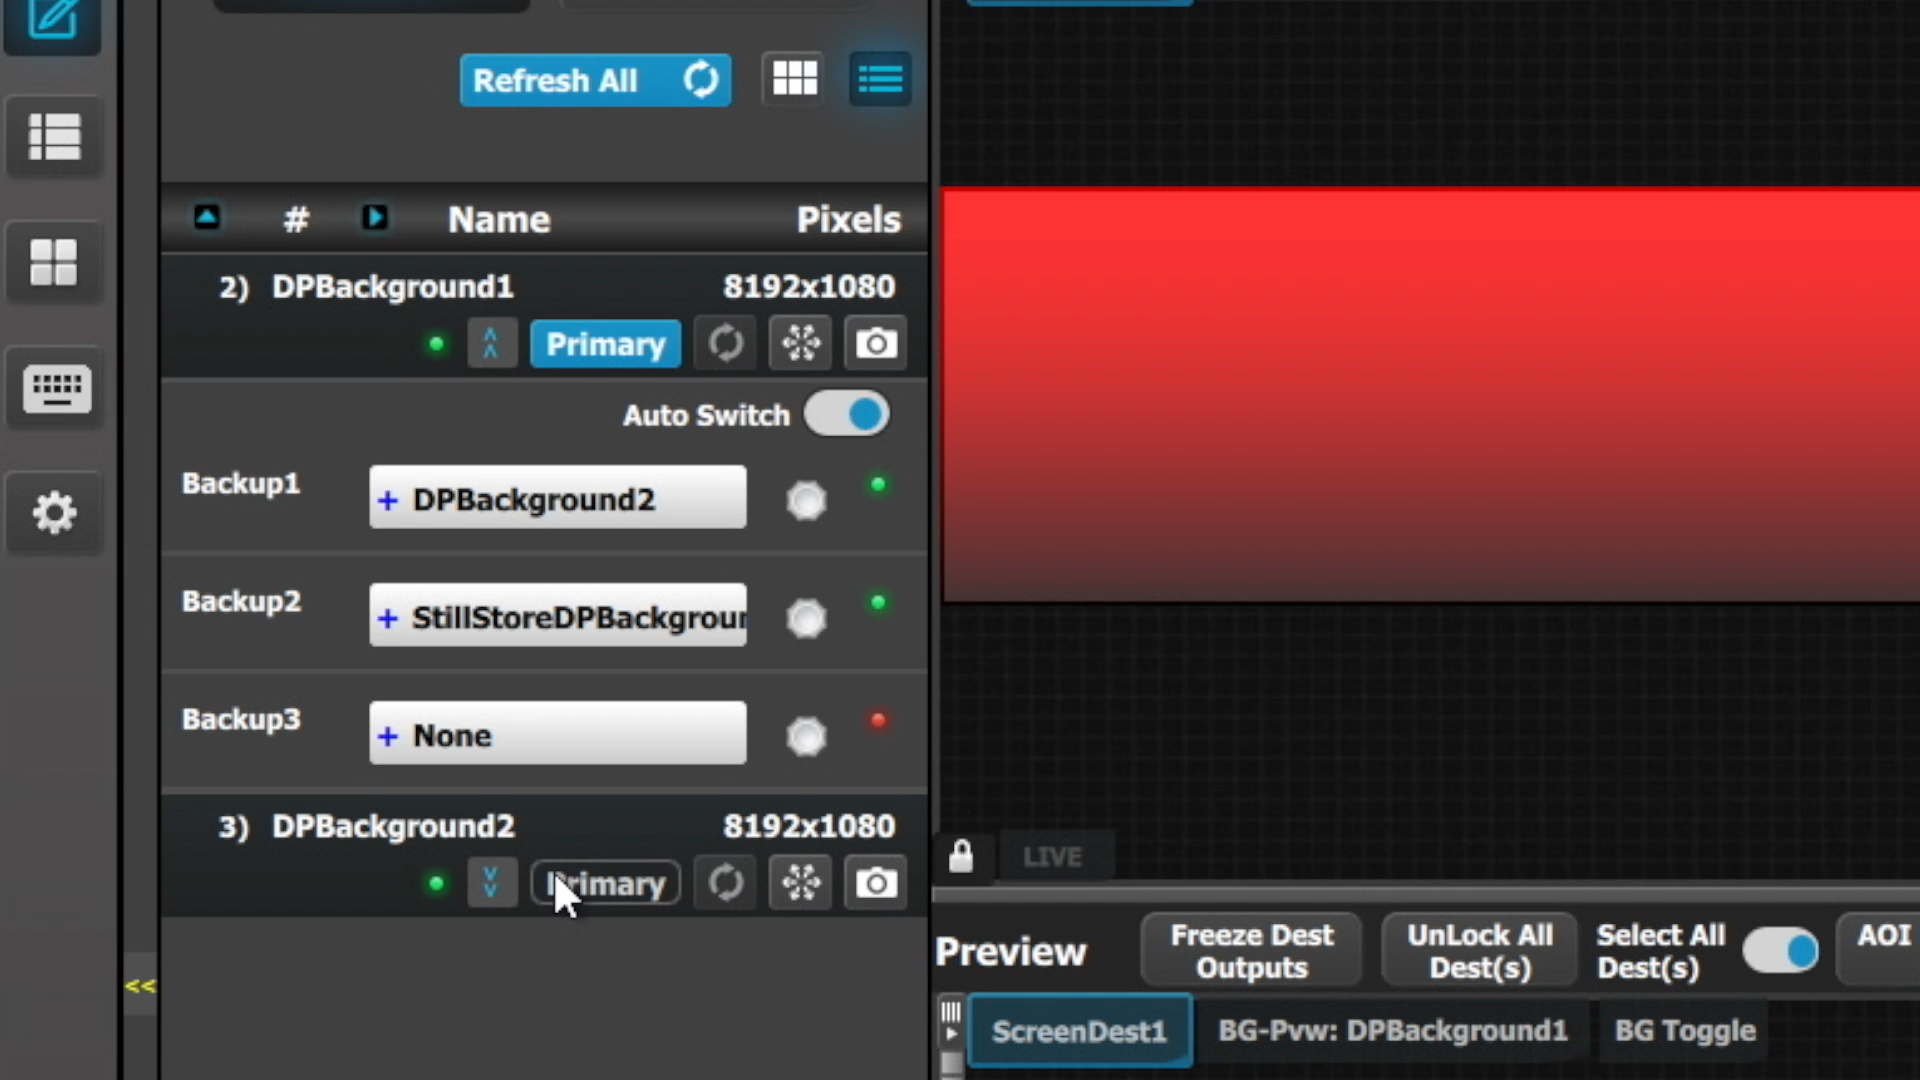 Refresh All
# Name Pixels
2) DPBackground1 8192x1080
Primary
Auto Switch
Backup1 + DPBackground2
Backup2 + StillStoreDPBackgroun
Backup3 + None
3) DPBackground2 8192x1080
Primary
LIVE
Preview
Freeze Dest
Outputs
UnLock All
Dest(s)
Select All
Dest(s)
AOI
<<
ScreenDest1 BG-Pvw: DPBackground1 BG Toggle